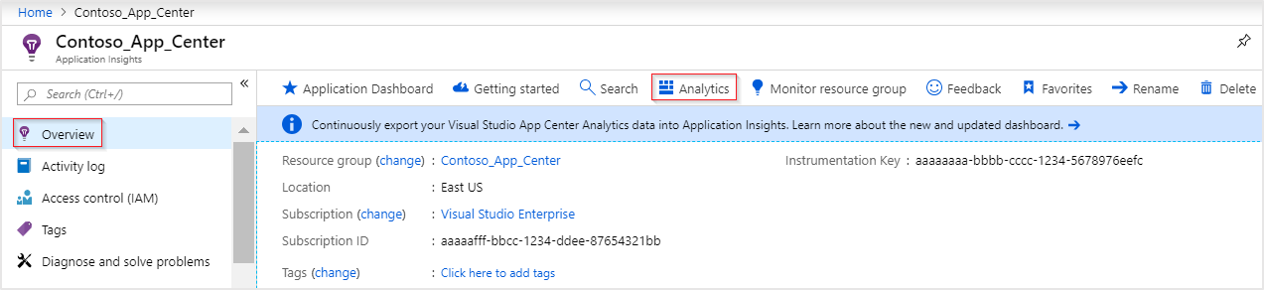 Home > Contoso_App_Center
Contoso_App_Center
Application Insights
Search (Ctrl+/)
«
Overview
Activity log
Access control (IAM)
Tags
Diagnose and solve problems
Application Dashboard Getting started Search Analytics Monitor resource group Feedback Favorites Rename Delete
Continuously export your Visual Studio App Center Analytics data into Application Insights. Learn more about the new and updated dashboard. →
Resource group (change) : Contoso_App_Center Instrumentation Key : aaaaaaaa-bbbb-cccc-1234-5678976eefc
Location : East US
Subscription (change) : Visual Studio Enterprise
Subscription ID : aaaaafff-bbcc-1234-ddee-87654321bb
Tags (change) : Click here to add tags